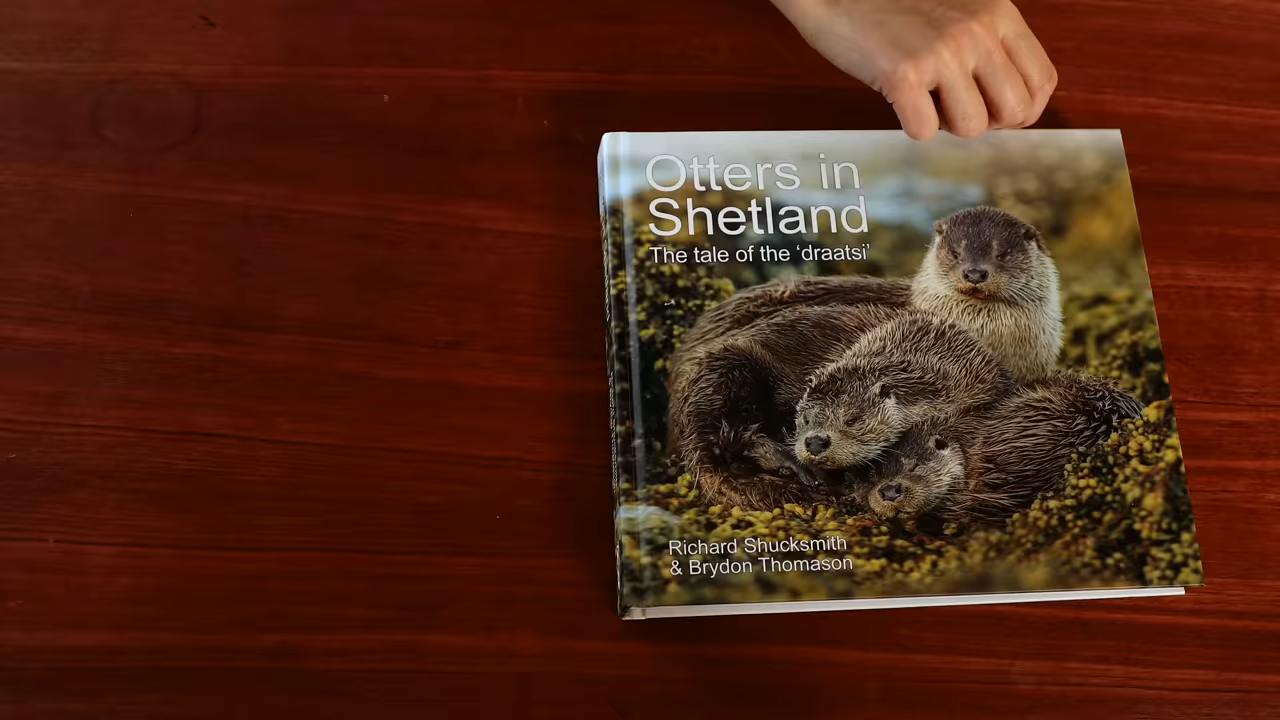 Otters in
Shetland
The tale of the ‘draatsi’
Richard Shucksmith
& Brydon Thomason